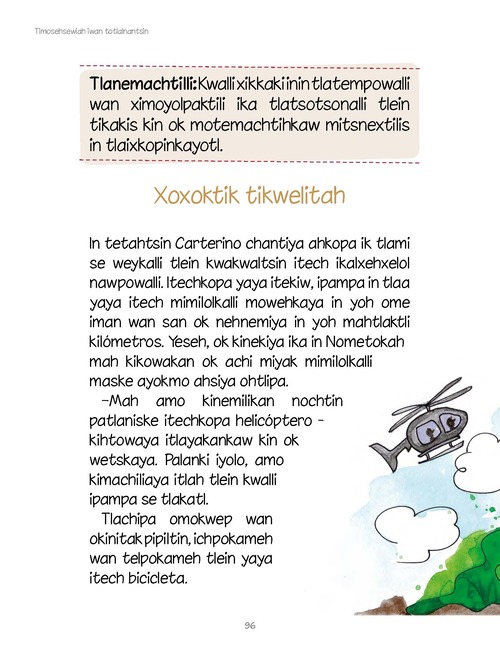 Timosehsewiah iwan totlalnantsin
Tlanemachtilli: Kwalli xikkaki inin tlatempowalli
wan ximoyolpaktili ika tlatsotsonalli tlein
tikakis kin ok motemachtihkaw mitsnextilis
in tlaixkopinkayotl.
Xoxoktik tikwelitah
In tetahtsin Carterino chantiya ahkopa ik tlami
se weykalli tlein kwakwaltsin itech ikalxehxelol
nawpowalli. Itechkopa yaya itekiw, ipampa in tlaa
yaya itech mimilolkalli mowehkaya in yoh ome
iman wan san ok nehnemiya in yoh mahtlaktli
kilómetros. Yeseh, ok kinekiya ika in Nometokah
mah kikowakan ok achi miyak mimilolkalli
maske ayokmo ahsiya ohtlipa.
–Mah amo kinemilikan nochtin
patlaniske itechkopa helicóptero –
kihtowaya itlayakankaw kin ok
wetskaya. Palanki iyolo, amo
kimachiliaya itlah tlein kwalli
ipampa se tlakatl.
Tlachipa omokwep wan
okinitak pipiltin, ichpokameh
wan telpokameh tlein yaya
itech bicicleta.
96